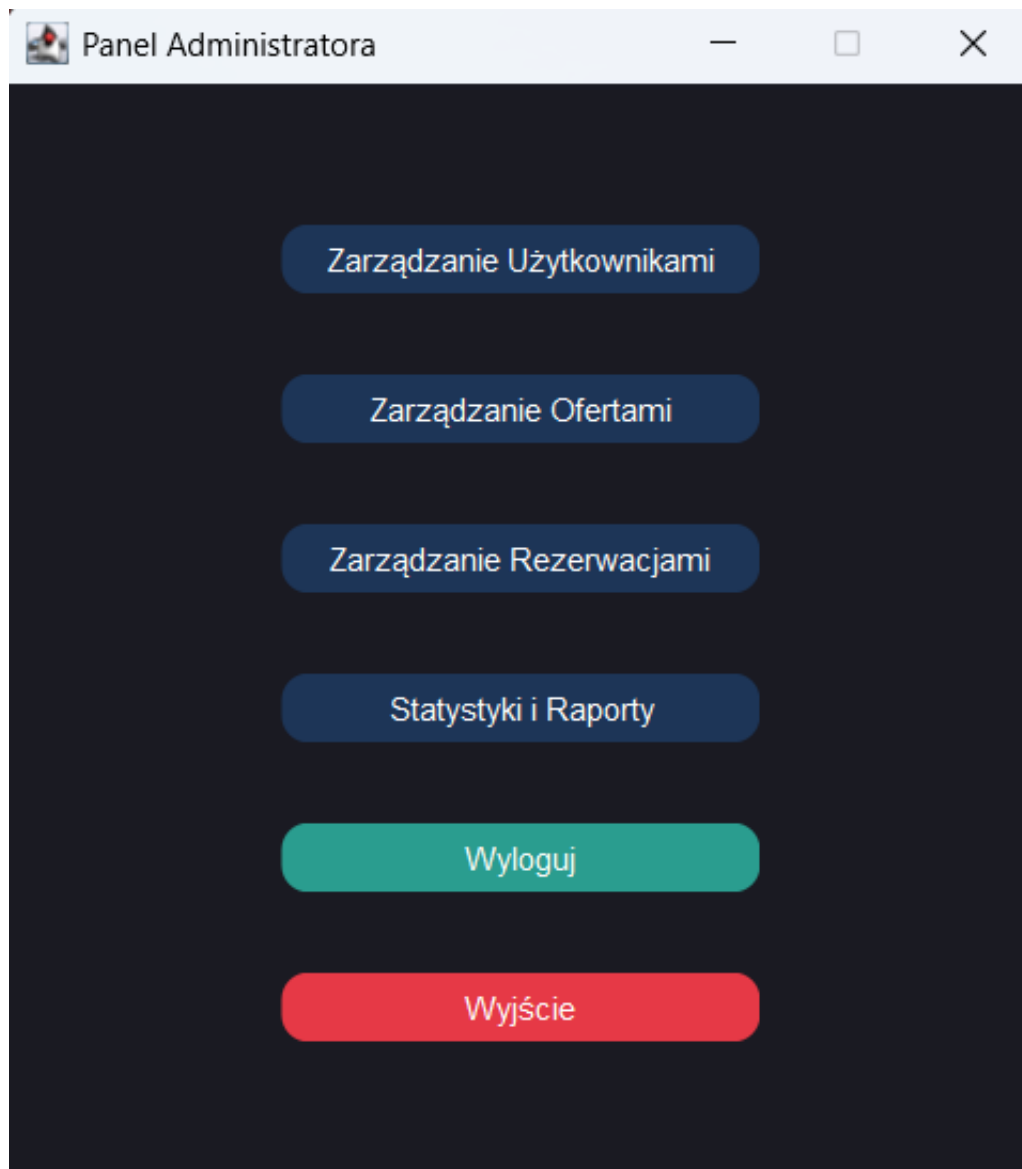 Panel Administratora
Zarządzanie Użytkownikami
Zarządzanie Ofertami
Zarządzanie Rezerwacjami
Statystyki i Raporty
Wyloguj
Wyjście